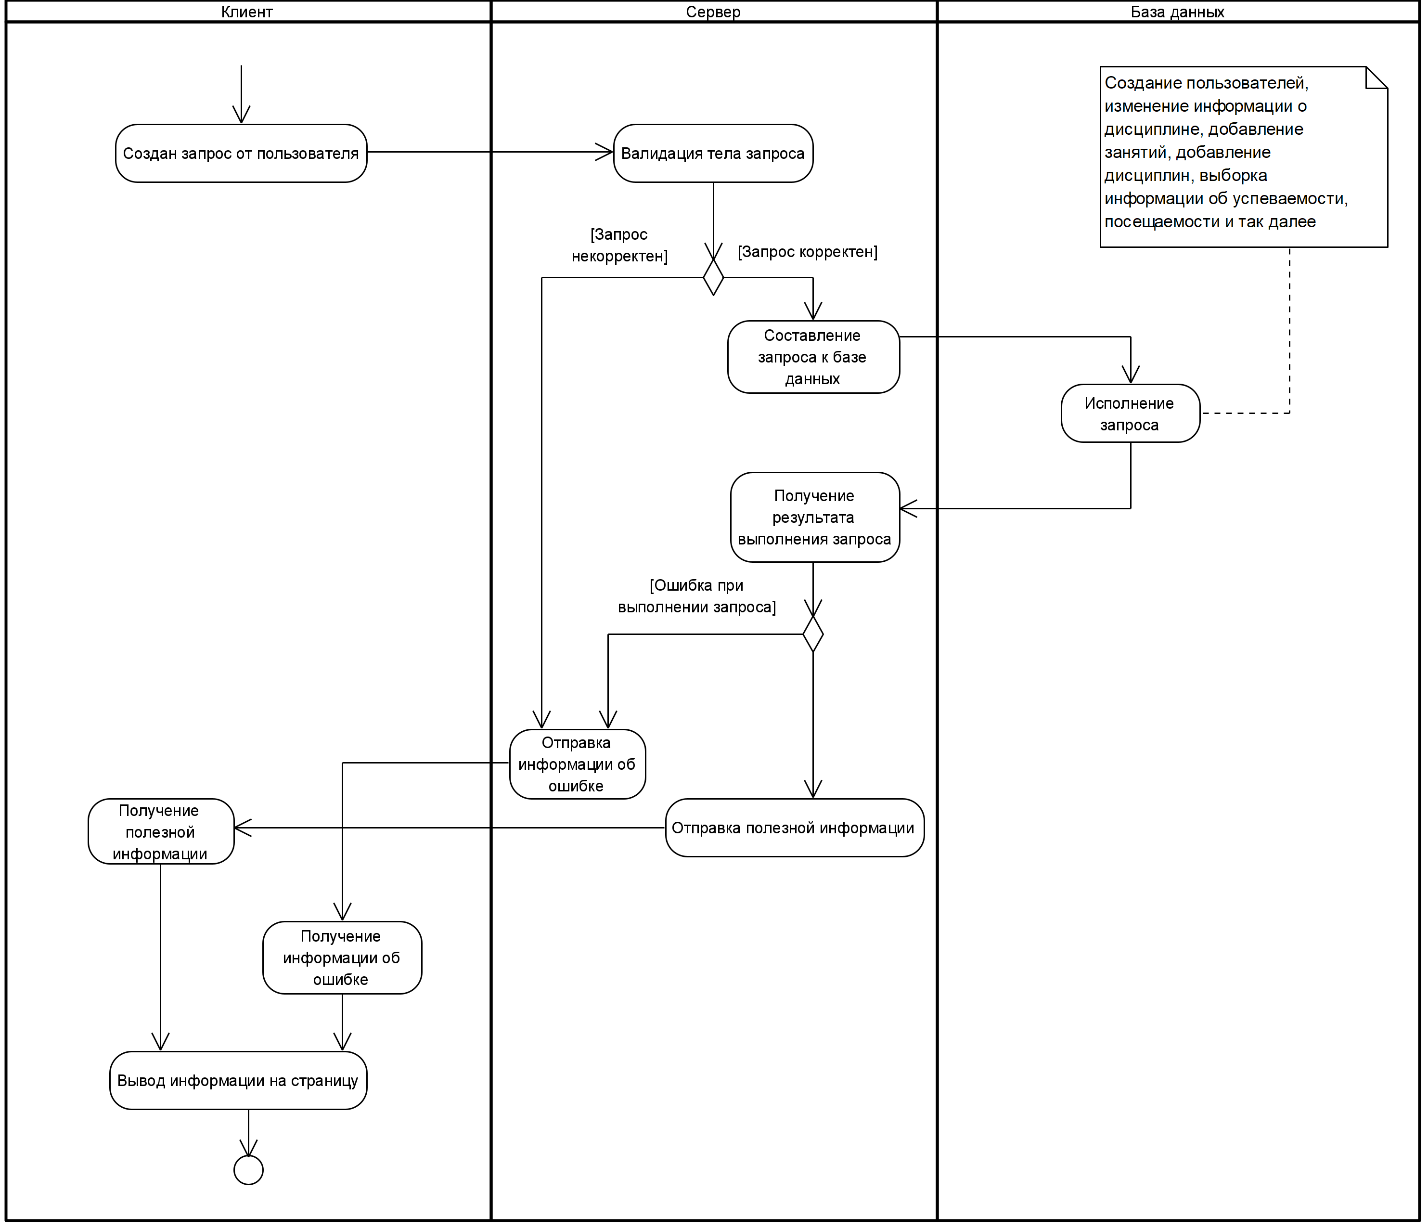 Клиент
Сервер
База данных
Создание пользователей,
изменение информации о
дисциплине, добавление
занятий, добавление
дисциплин, выборка
информации об успеваемости,
посещаемости и так далее
Создан запрос от пользователя
Валидация тела запроса
[Запрос
некорректен]
[Запрос корректен]
Составление
запроса к базе
данных
Исполнение
запроса
Получение
результата
выполнения запроса
[Ошибка при
выполнении запроса]
Отправка
информации об
ошибке
Отправка полезной информации
Получение
полезной
информации
Получение
информации об
ошибке
Вывод информации на страницу